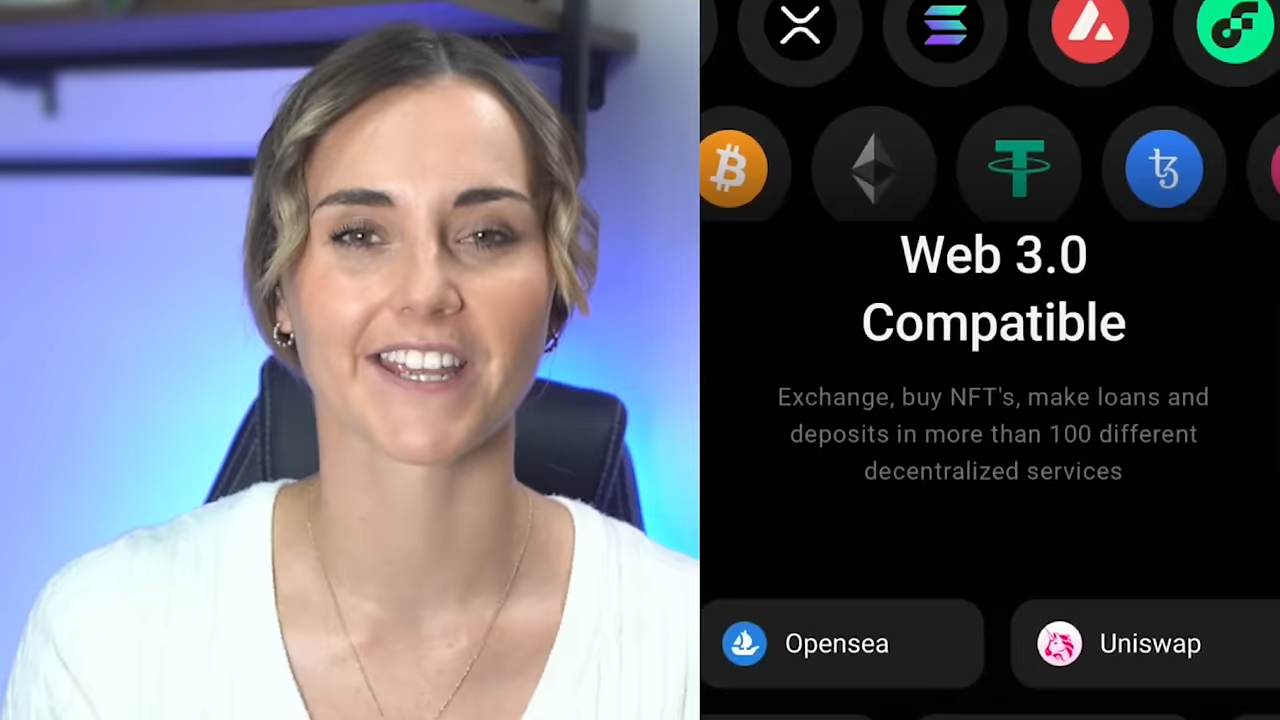 Web 3.0
Compatible
Exchange, buy NFT's, make loans and
deposits in more than 100 different
decentralized services
Opensea
Uniswap